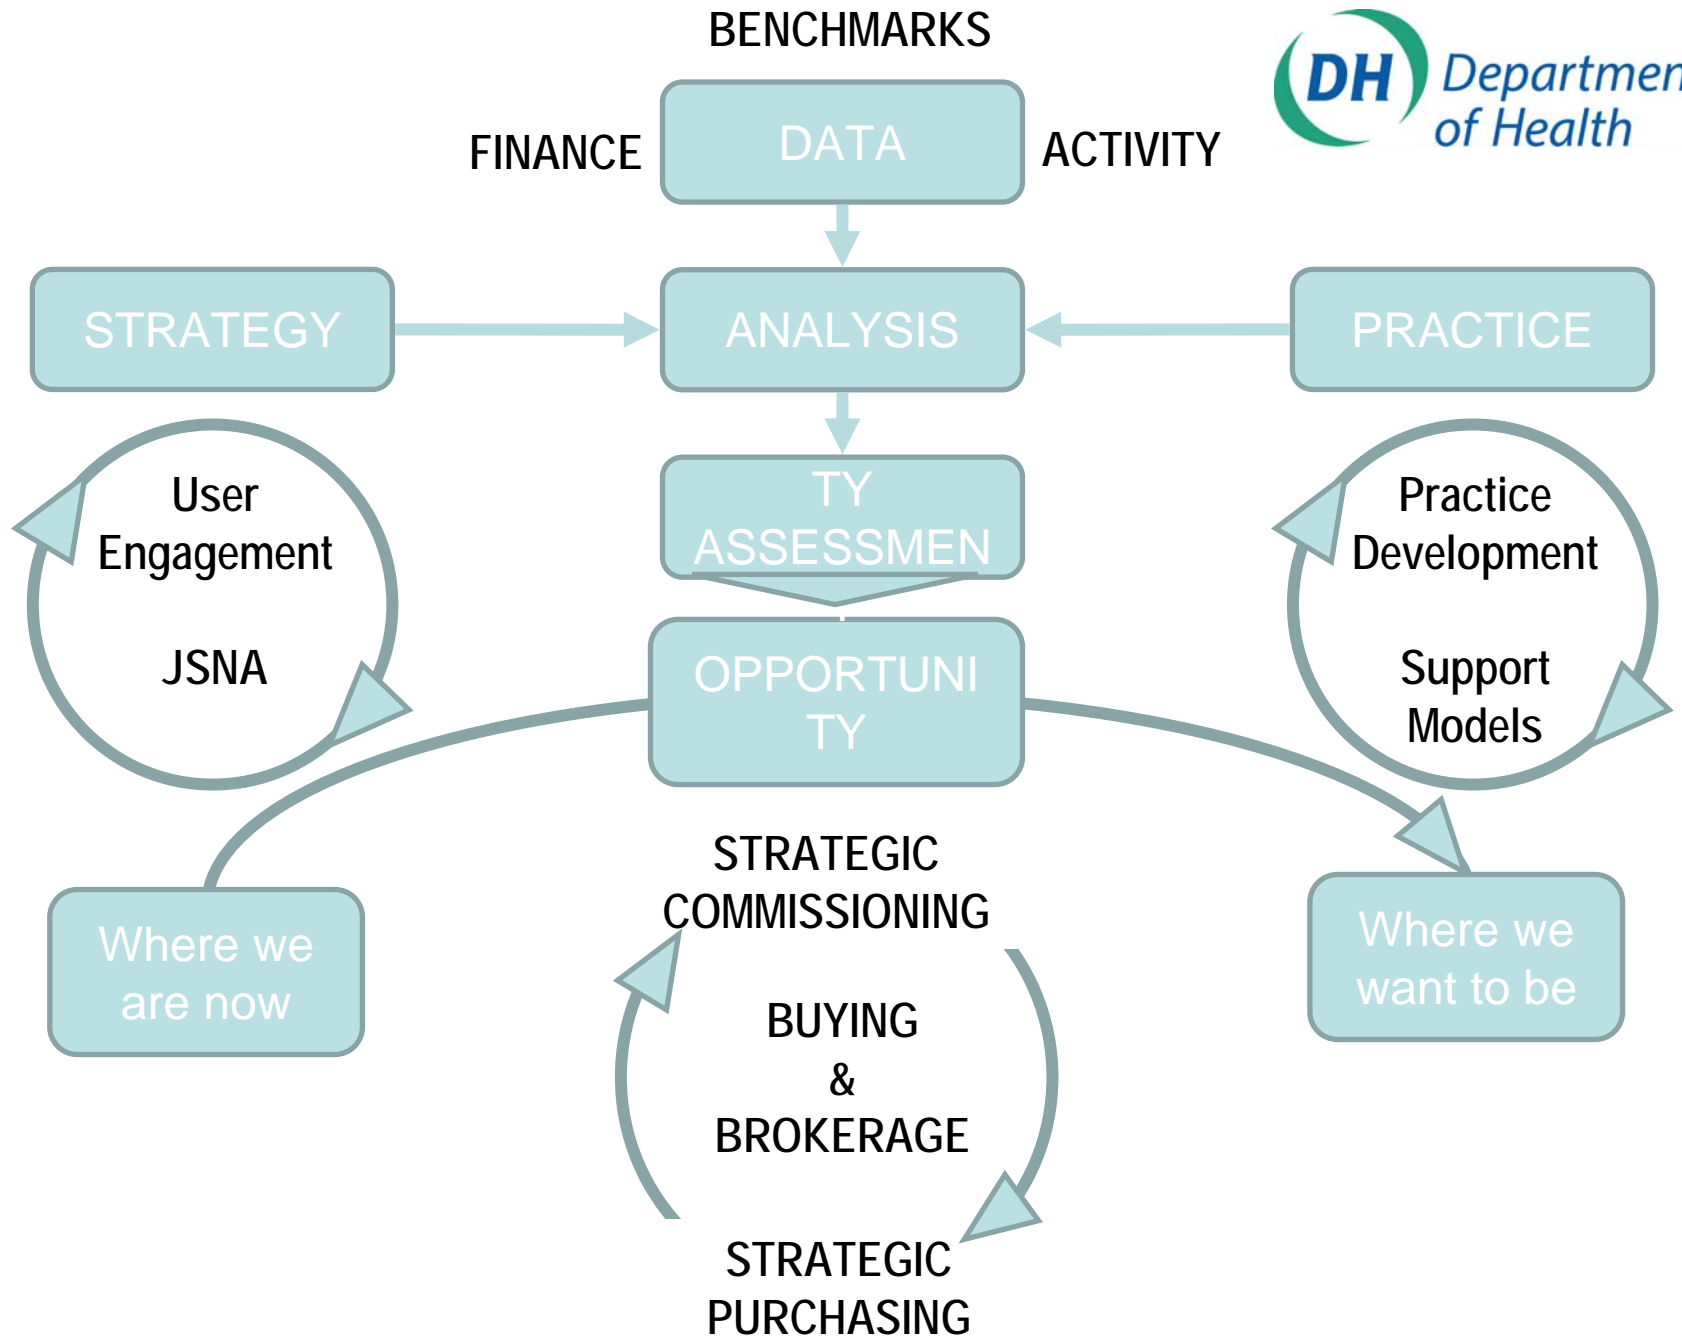 BENCHMARKS
DH
Departmen
of Health
FINANCE
DATA
ACTIVITY
STRATEGY
ANALYSIS
PRACTICE
User
Engagement
JSNA
TY
ASSESSMEN
Practice
Development
Support
Models
OPPORTUNI
TY
Where we
are now
STRATEGIC
COMMISSIONING
BUYING
&
BROKERAGE
STRATEGIC
PURCHASING
Where we
want to be